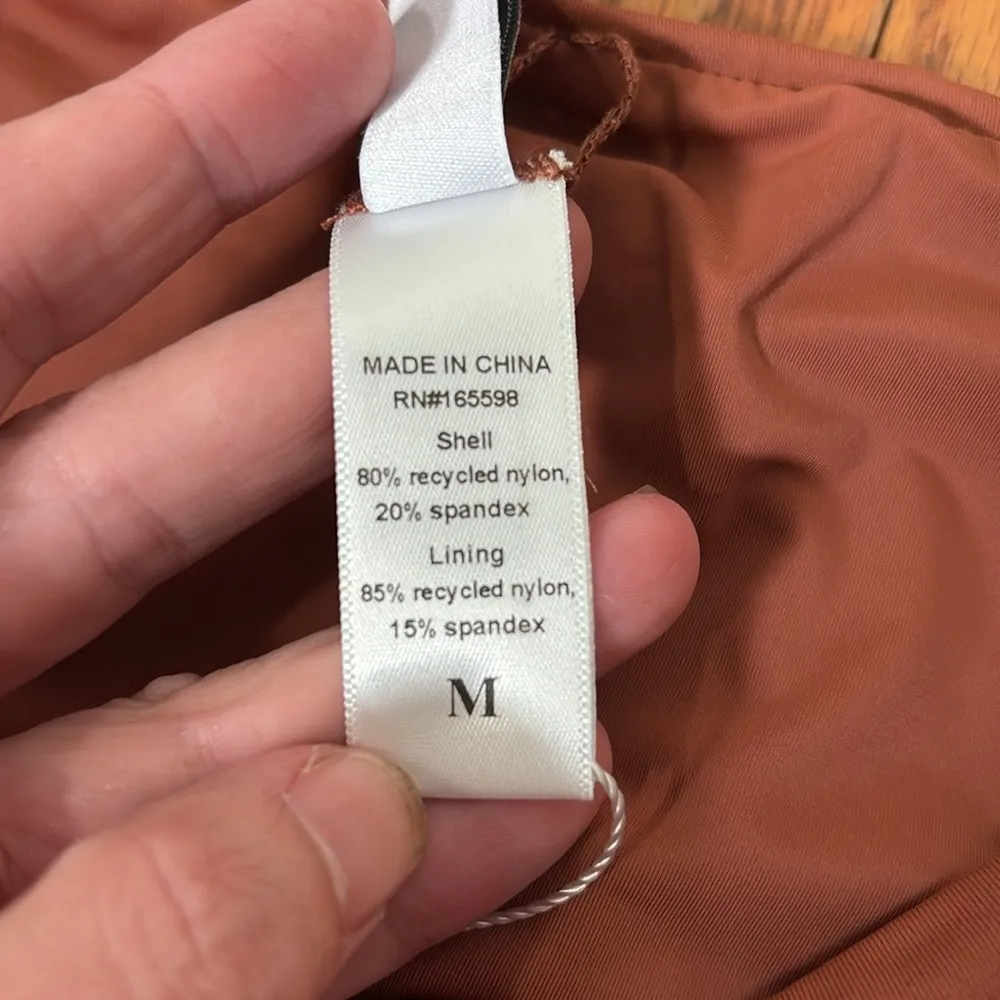 MADE IN CHINA
RN#165598
Shell
80% recycled nylon,
20% spandex
Lining
85% recycled nylon,
15% spandex
M